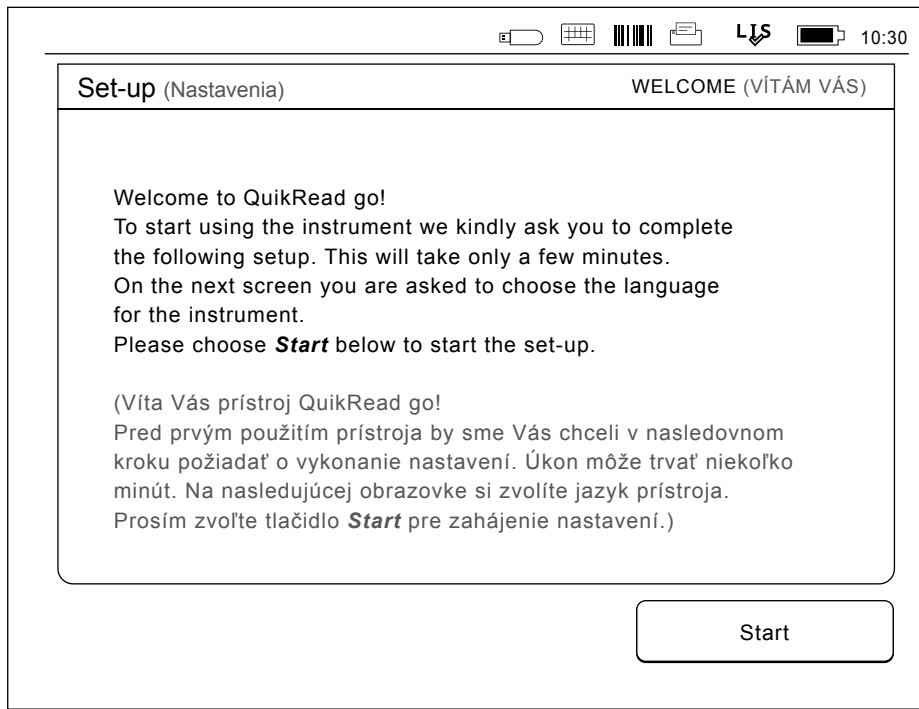 LIS 10:30
Set-up (Nastavenia) WELCOME (VÍTÁM VÁS)
Welcome to QuikRead go!
To start using the instrument we kindly ask you to complete
the following setup. This will take only a few minutes.
On the next screen you are asked to choose the language
for the instrument.
Please choose Start below to start the set-up.
(Víta Vás prístroj QuikRead go!
Pred prvým použitím prístroja by sme Vás chceli v nasledovnom
kroku požiadať o vykonanie nastavení. Úkon môže trvať niekoľko
minút. Na nasledujúcej obrazovke si zvolíte jazyk prístroja.
Prosím zvoľte tlačidlo Start pre zahájenie nastavení.)
Start